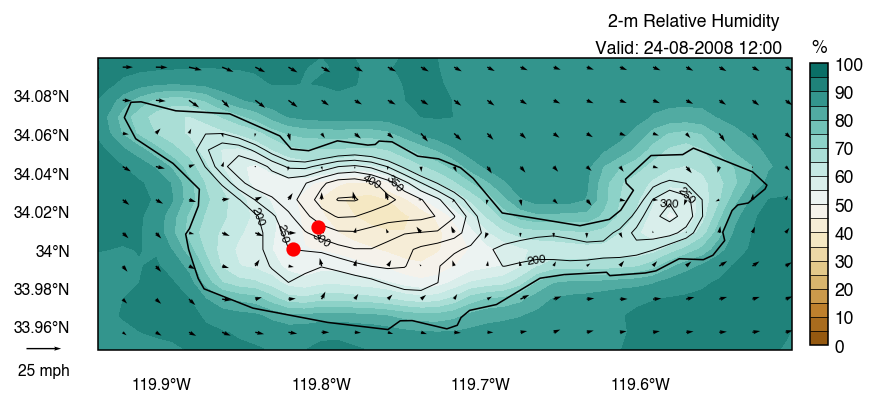 2-m Relative Humidity
Valid: 24-08-2008 12:00
%
100
90
80
70
60
50
40
30
20
10
0
34.08°N
34.06°N
34.04°N
34.02°N
34°N
33.98°N
33.96°N
400
350
200
250
300
200
250
300
25 mph
119.9°W
119.8°W
119.7°W
119.6°W